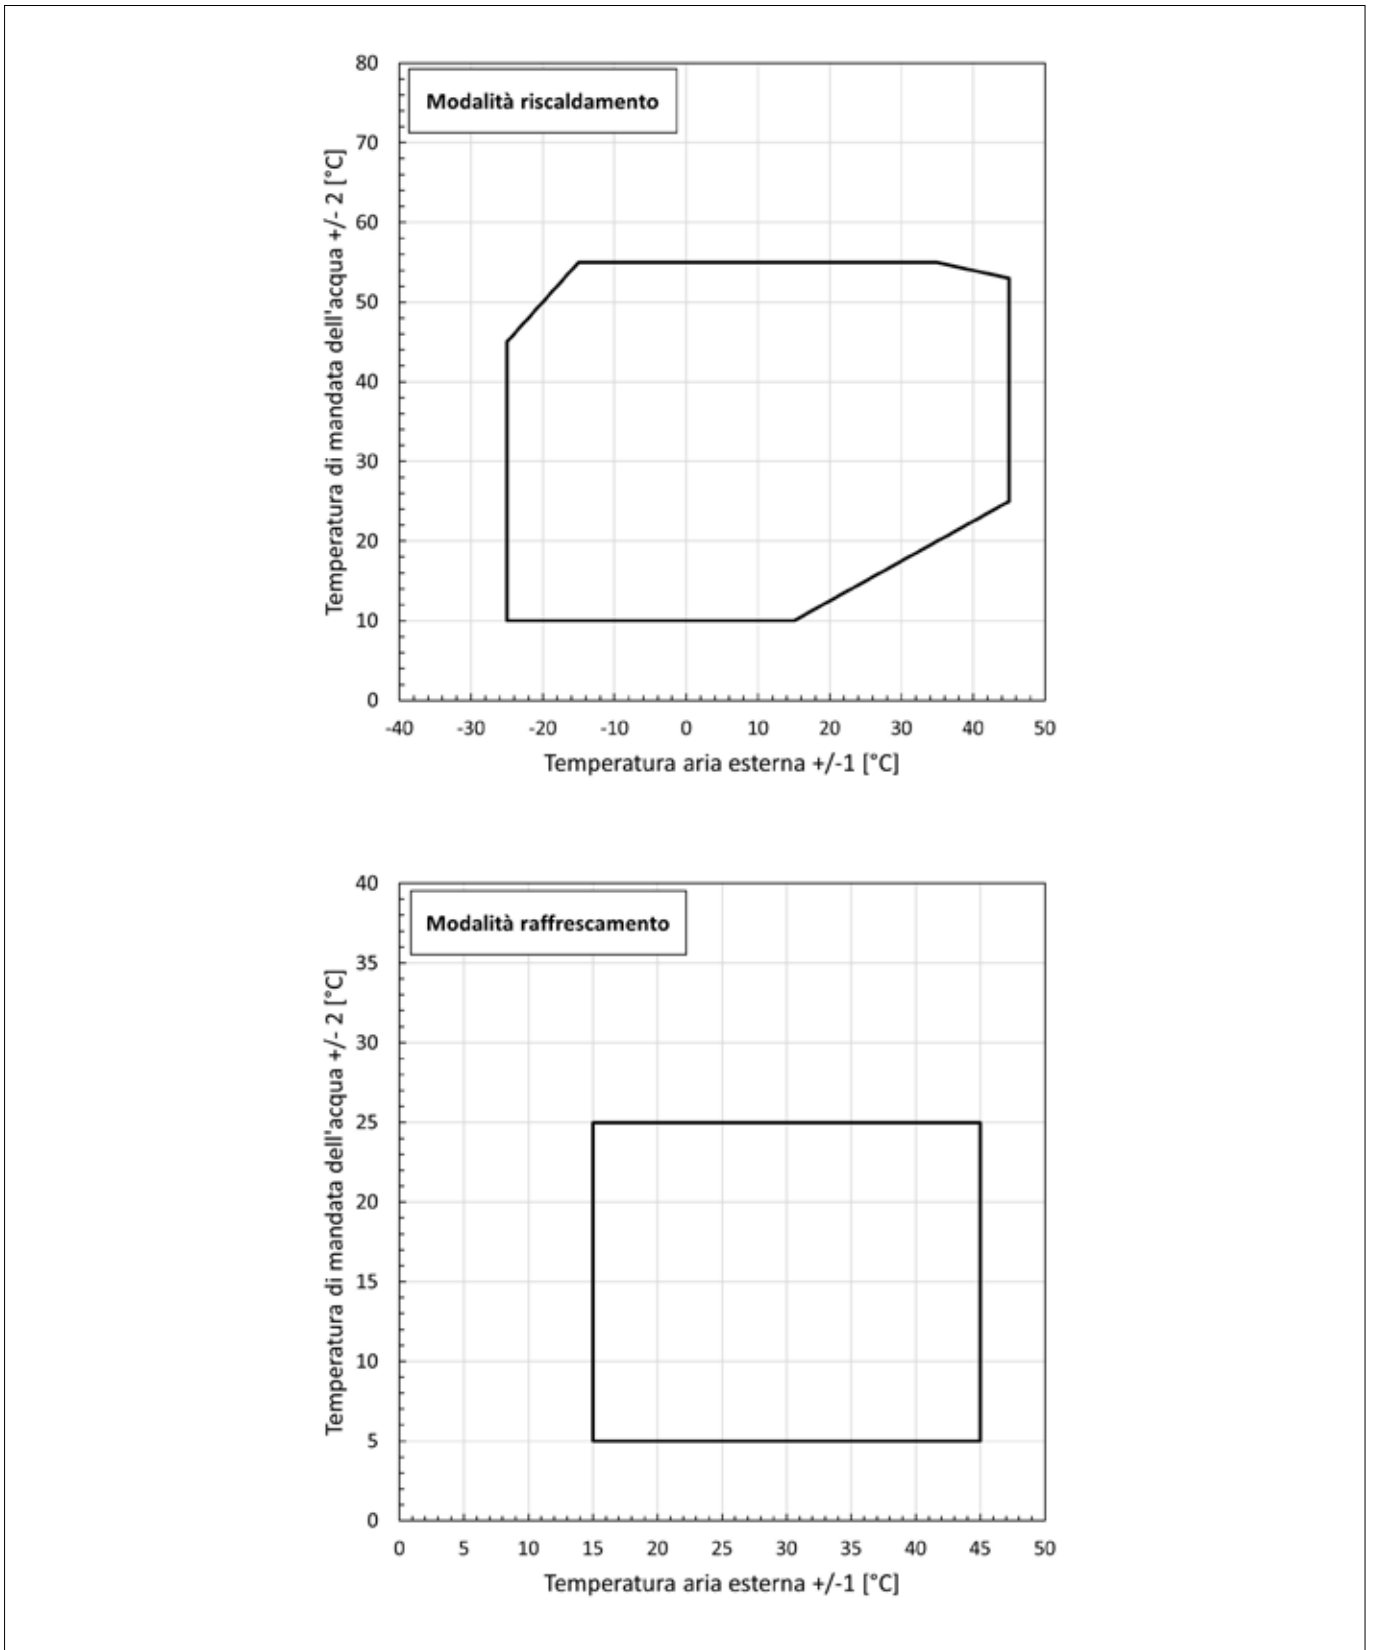 80
Modalità riscaldamento
70
60
50
40
30
20
10
0
Temperatura di mandata dell'acqua +/- 2 [°C]
-40 -30 -20 -10 0 10 20 30 40 50
Temperatura aria esterna +/-1 [°C]
40
Modalità raffrescamento
35
30
25
20
15
10
5
0
Temperatura di mandata dell'acqua +/- 2 [°C]
0 5 10 15 20 25 30 35 40 45 50
Temperatura aria esterna +/-1 [°C]